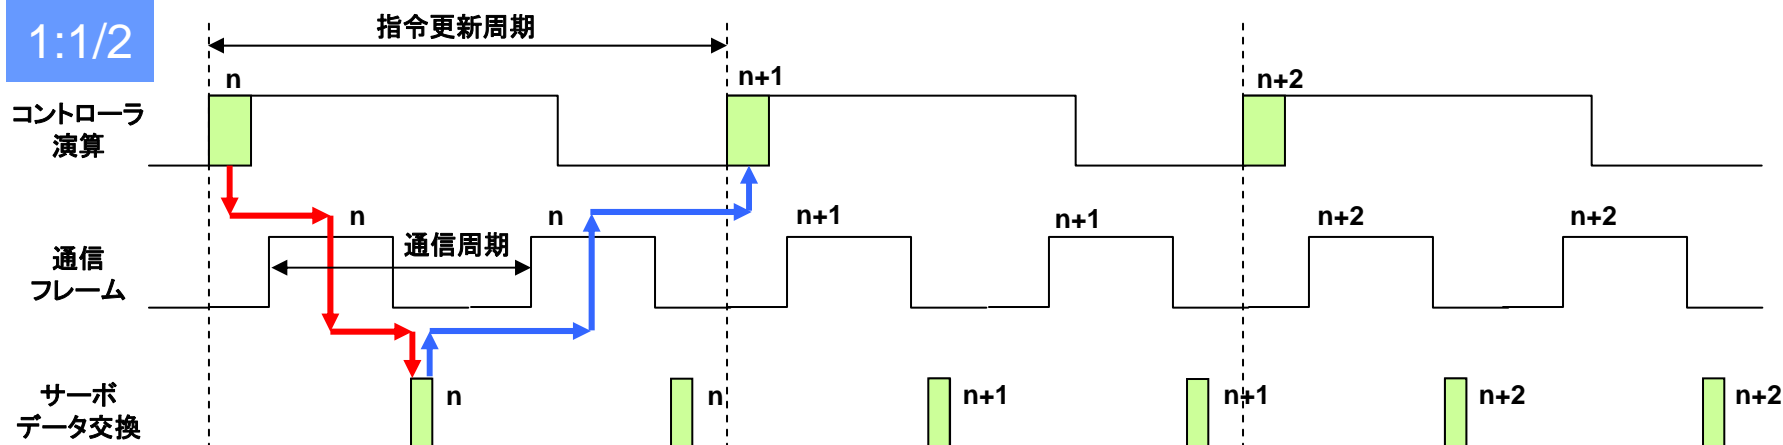 1:1/2
指令更新周期
n
n+1
n+2
コントローラ
演算
n
n
n+1
n+1
n+2
n+2
通信周期
通信
フレーム
サーボ
データ交換
n
n
n+1
n+1
n+2
n+2